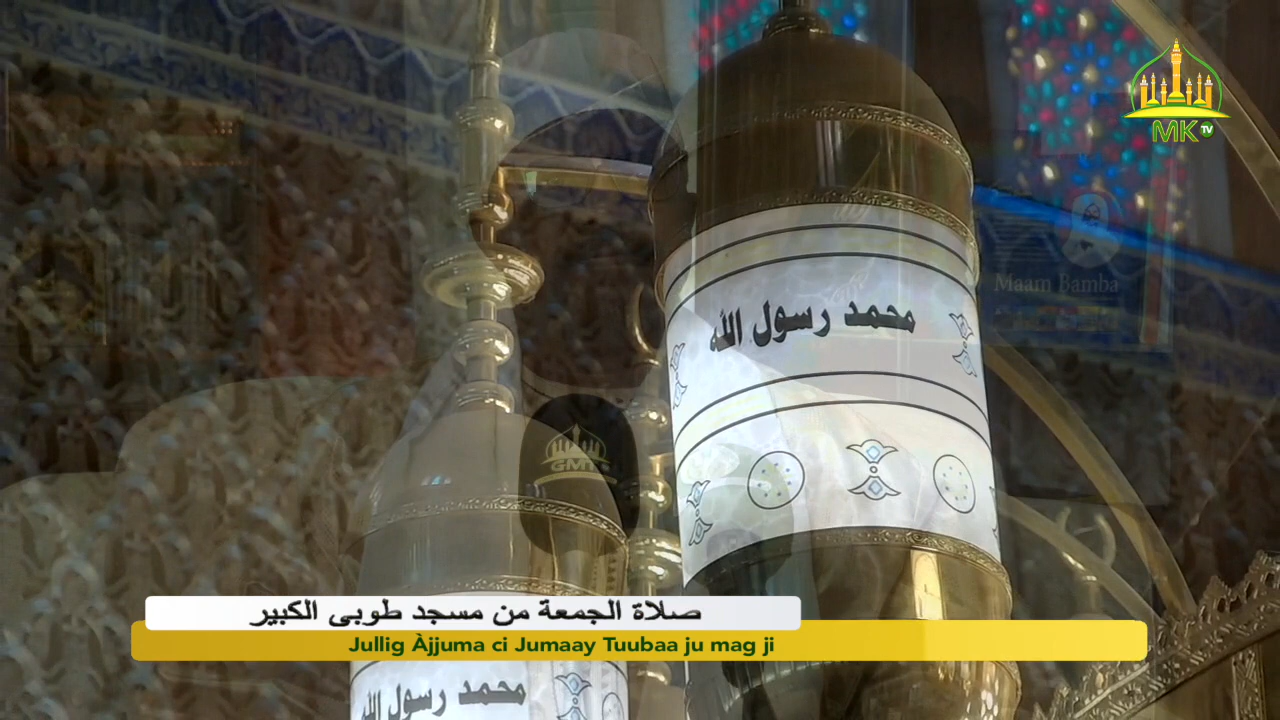 MK TV
Maam Bamba
محمد رسول الله
GMT
صلاة الجمعة من مسجد طوبى الكبير
Jullig Àjjuma ci Jumaay Tuubaa ju mag ji
محمد رسول الله